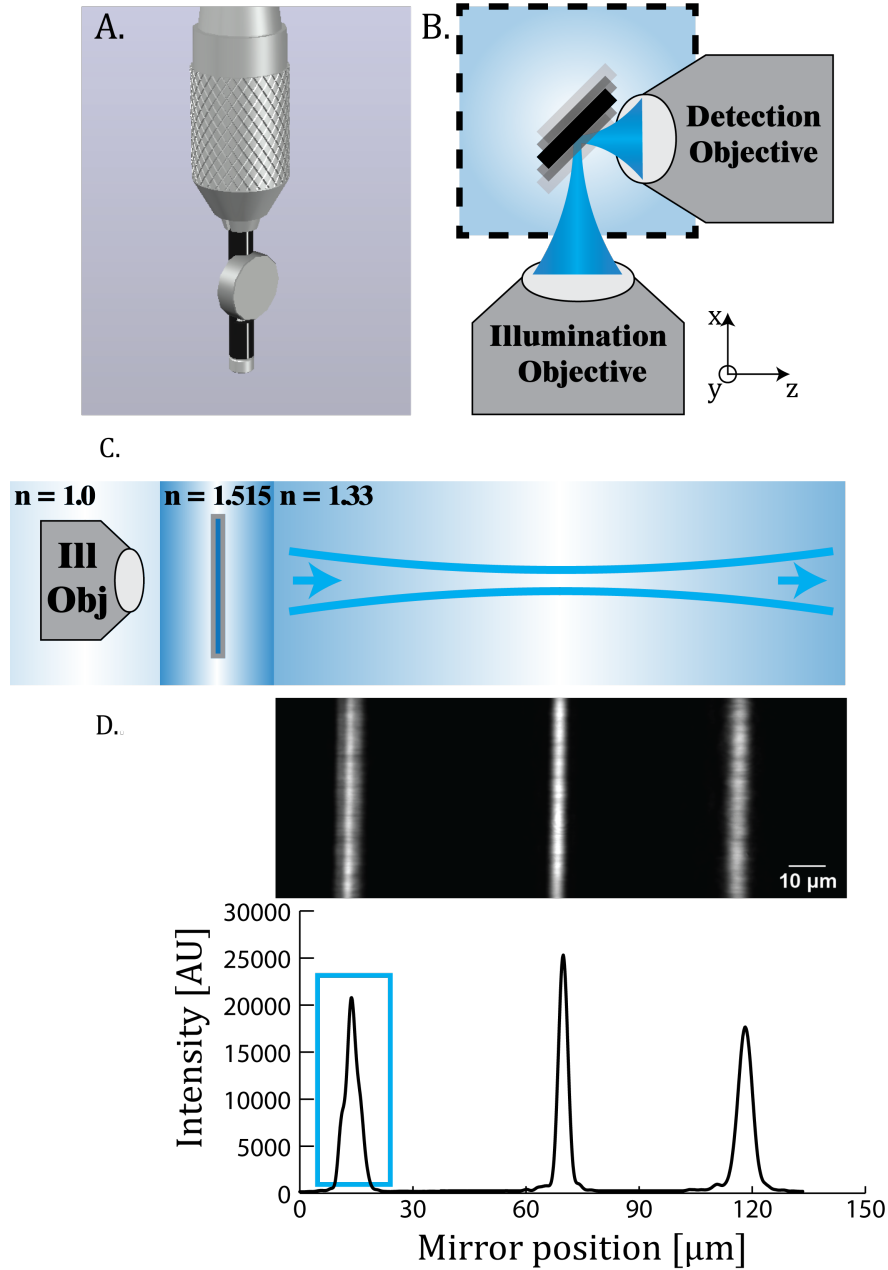 A.
B.
Detection
Objective
Illumination
Objective
x
y
z
C.
n = 1.0
n = 1.515
n = 1.33
Ill
Obj
D.
10 μm
30000
25000
20000
15000
10000
5000
0
Intensity [AU]
0
30
60
90
120
150
Mirror position [μm]